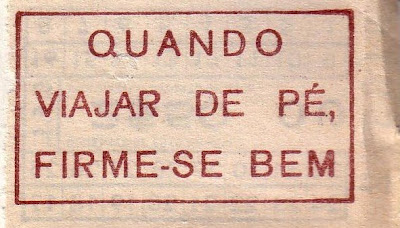 QUANDO
VIAJAR DE PÉ,
FIRME-SE BEM